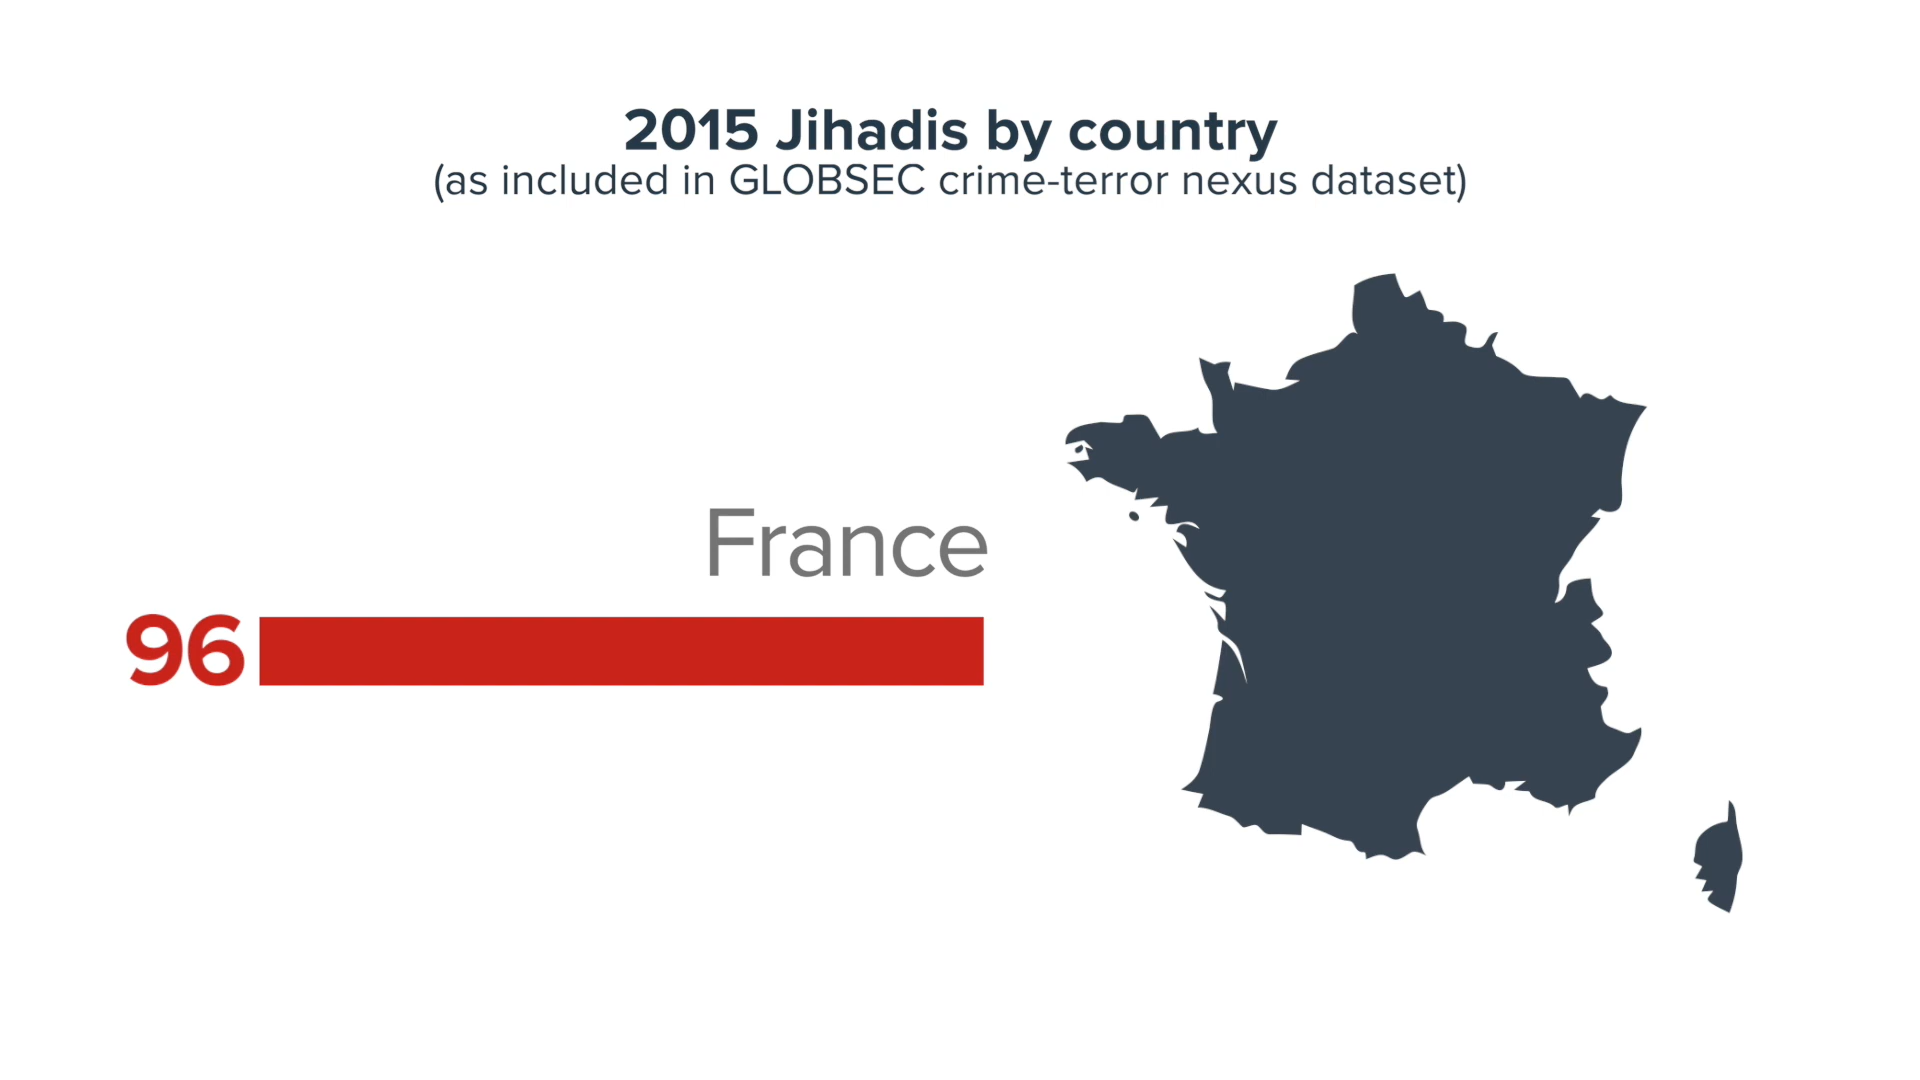 2015 Jihadis by country
(as included in GLOBSEC crime-terror nexus dataset)
France
96